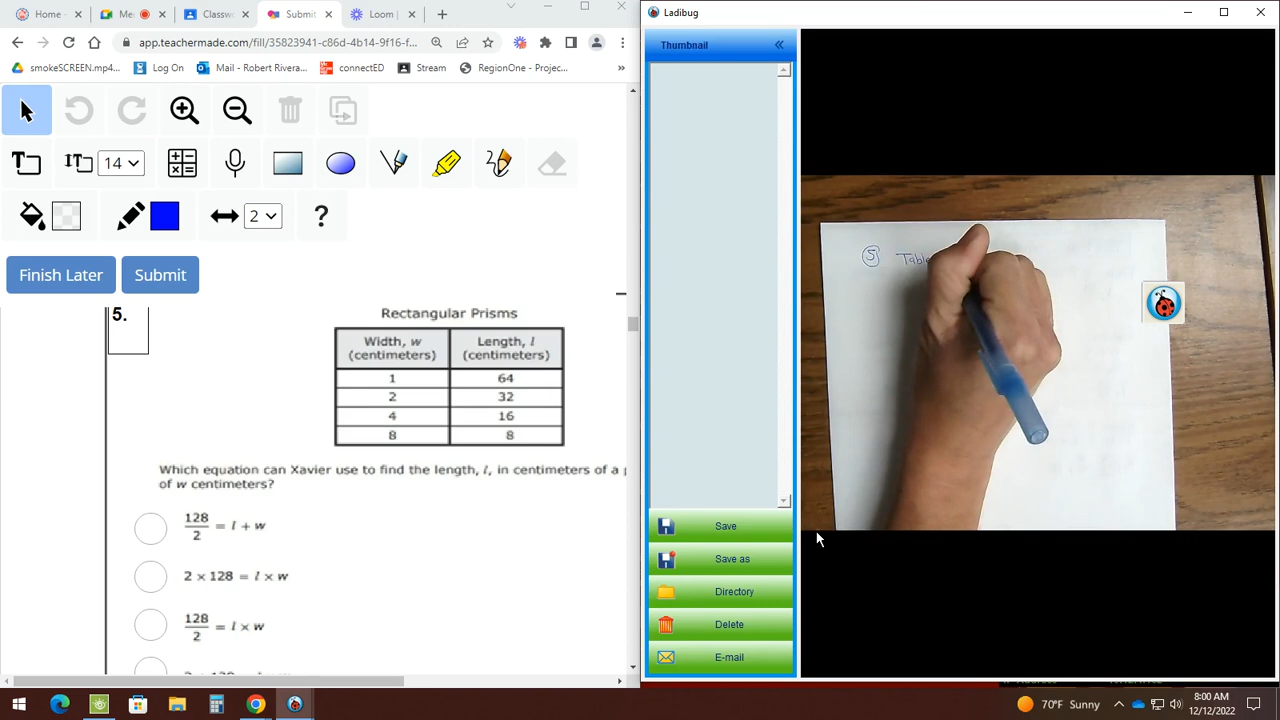 Home
Me
Classwo
Submit
Loom |
Ladibug
app.teachermade.com/fill/35823941-c86d-4b14-9f16-f...
smokeSCREEN.mp4...
Log On
Mail - Robert Rivera...
connectED
Stream
RegionOne - Projec...
»
14
2
?
Finish Later
Submit
5.
Rectangular Prisms
Width, w (centimeters) Length, l (centimeters)
1 64
2 32
4 16
8 8
Which equation can Xavier use to find the length, l, in centimeters of a
of w centimeters?
128/2 = l + w
2 × 128 = l × w
128/2 = l × w
Thumbnail
Save
Save as
Directory
Delete
E-mail
5 Table
70°F Sunny
8:00 AM
12/12/2022